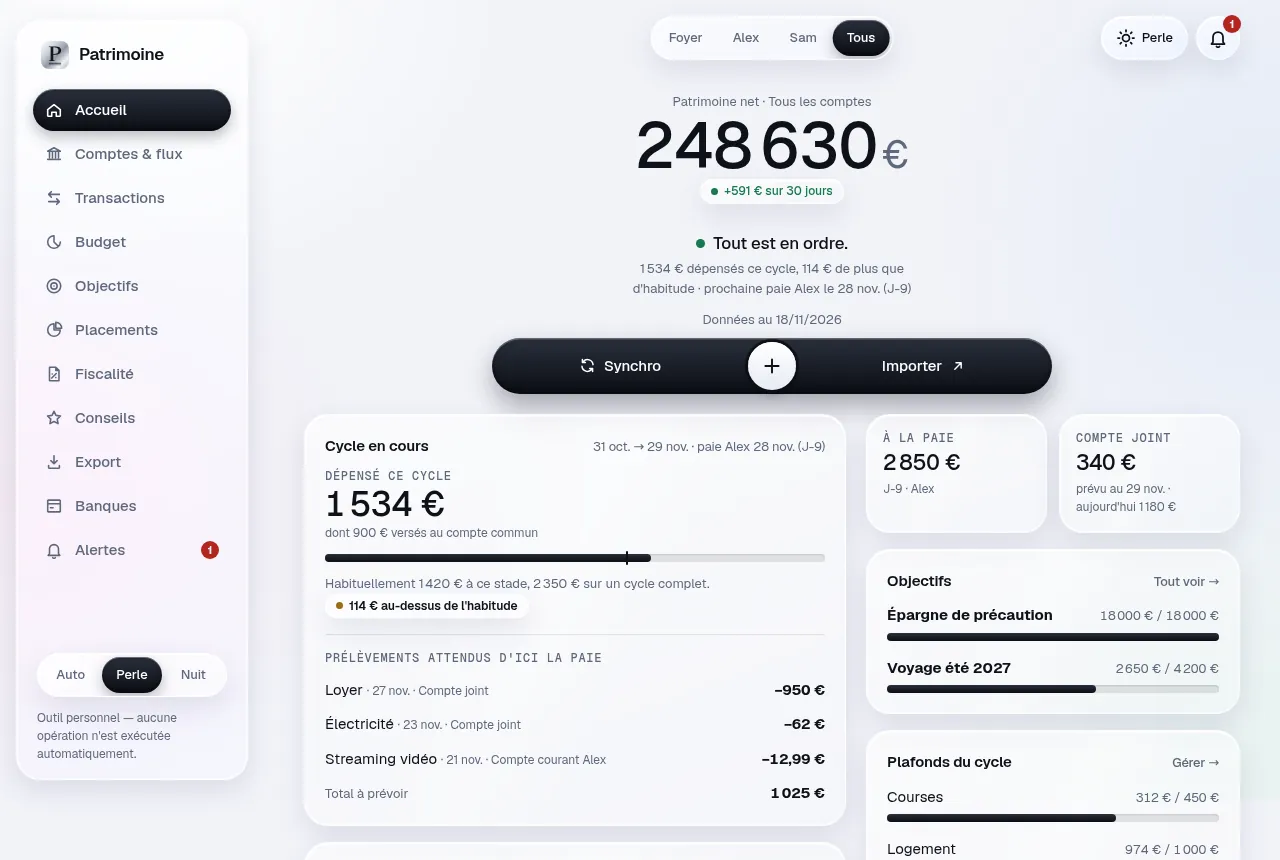 P Patrimoine
Accueil
Comptes & flux
Transactions
Budget
Objectifs
Placements
Fiscalité
Conseils
Export
Banques
Alertes 1
Auto Perle Nuit
Outil personnel — aucune
opération n'est exécutée
automatiquement.
Foyer Alex Sam Tous
Perle
1
Patrimoine net · Tous les comptes
248 630 €
+591 € sur 30 jours
Tout est en ordre.
1 534 € dépensés ce cycle, 114 € de plus que
d'habitude · prochaine paie Alex le 28 nov. (J-9)
Données au 18/11/2026
Synchro + Importer ↗
Cycle en cours 31 oct. → 29 nov. · paie Alex 28 nov. (J-9)
DÉPENSÉ CE CYCLE
1 534 €
dont 900 € versés au compte commun
Habituellement 1 420 € à ce stade, 2 350 € sur un cycle complet.
114 € au-dessus de l'habitude
PRÉLÈVEMENTS ATTENDUS D'ICI LA PAIE
Loyer · 27 nov. · Compte joint −950 €
Électricité · 23 nov. · Compte joint −62 €
Streaming vidéo · 21 nov. · Compte courant Alex −12,99 €
Total à prévoir 1 025 €
À LA PAIE
2 850 €
J-9 · Alex
COMPTE JOINT
340 €
prévu au 29 nov. ·
aujourd'hui 1 180 €
Objectifs Tout voir →
Épargne de précaution 18 000 € / 18 000 €
Voyage été 2027 2 650 € / 4 200 €
Plafonds du cycle Gérer →
Courses 312 € / 450 €
Logement 974 € / 1 000 €